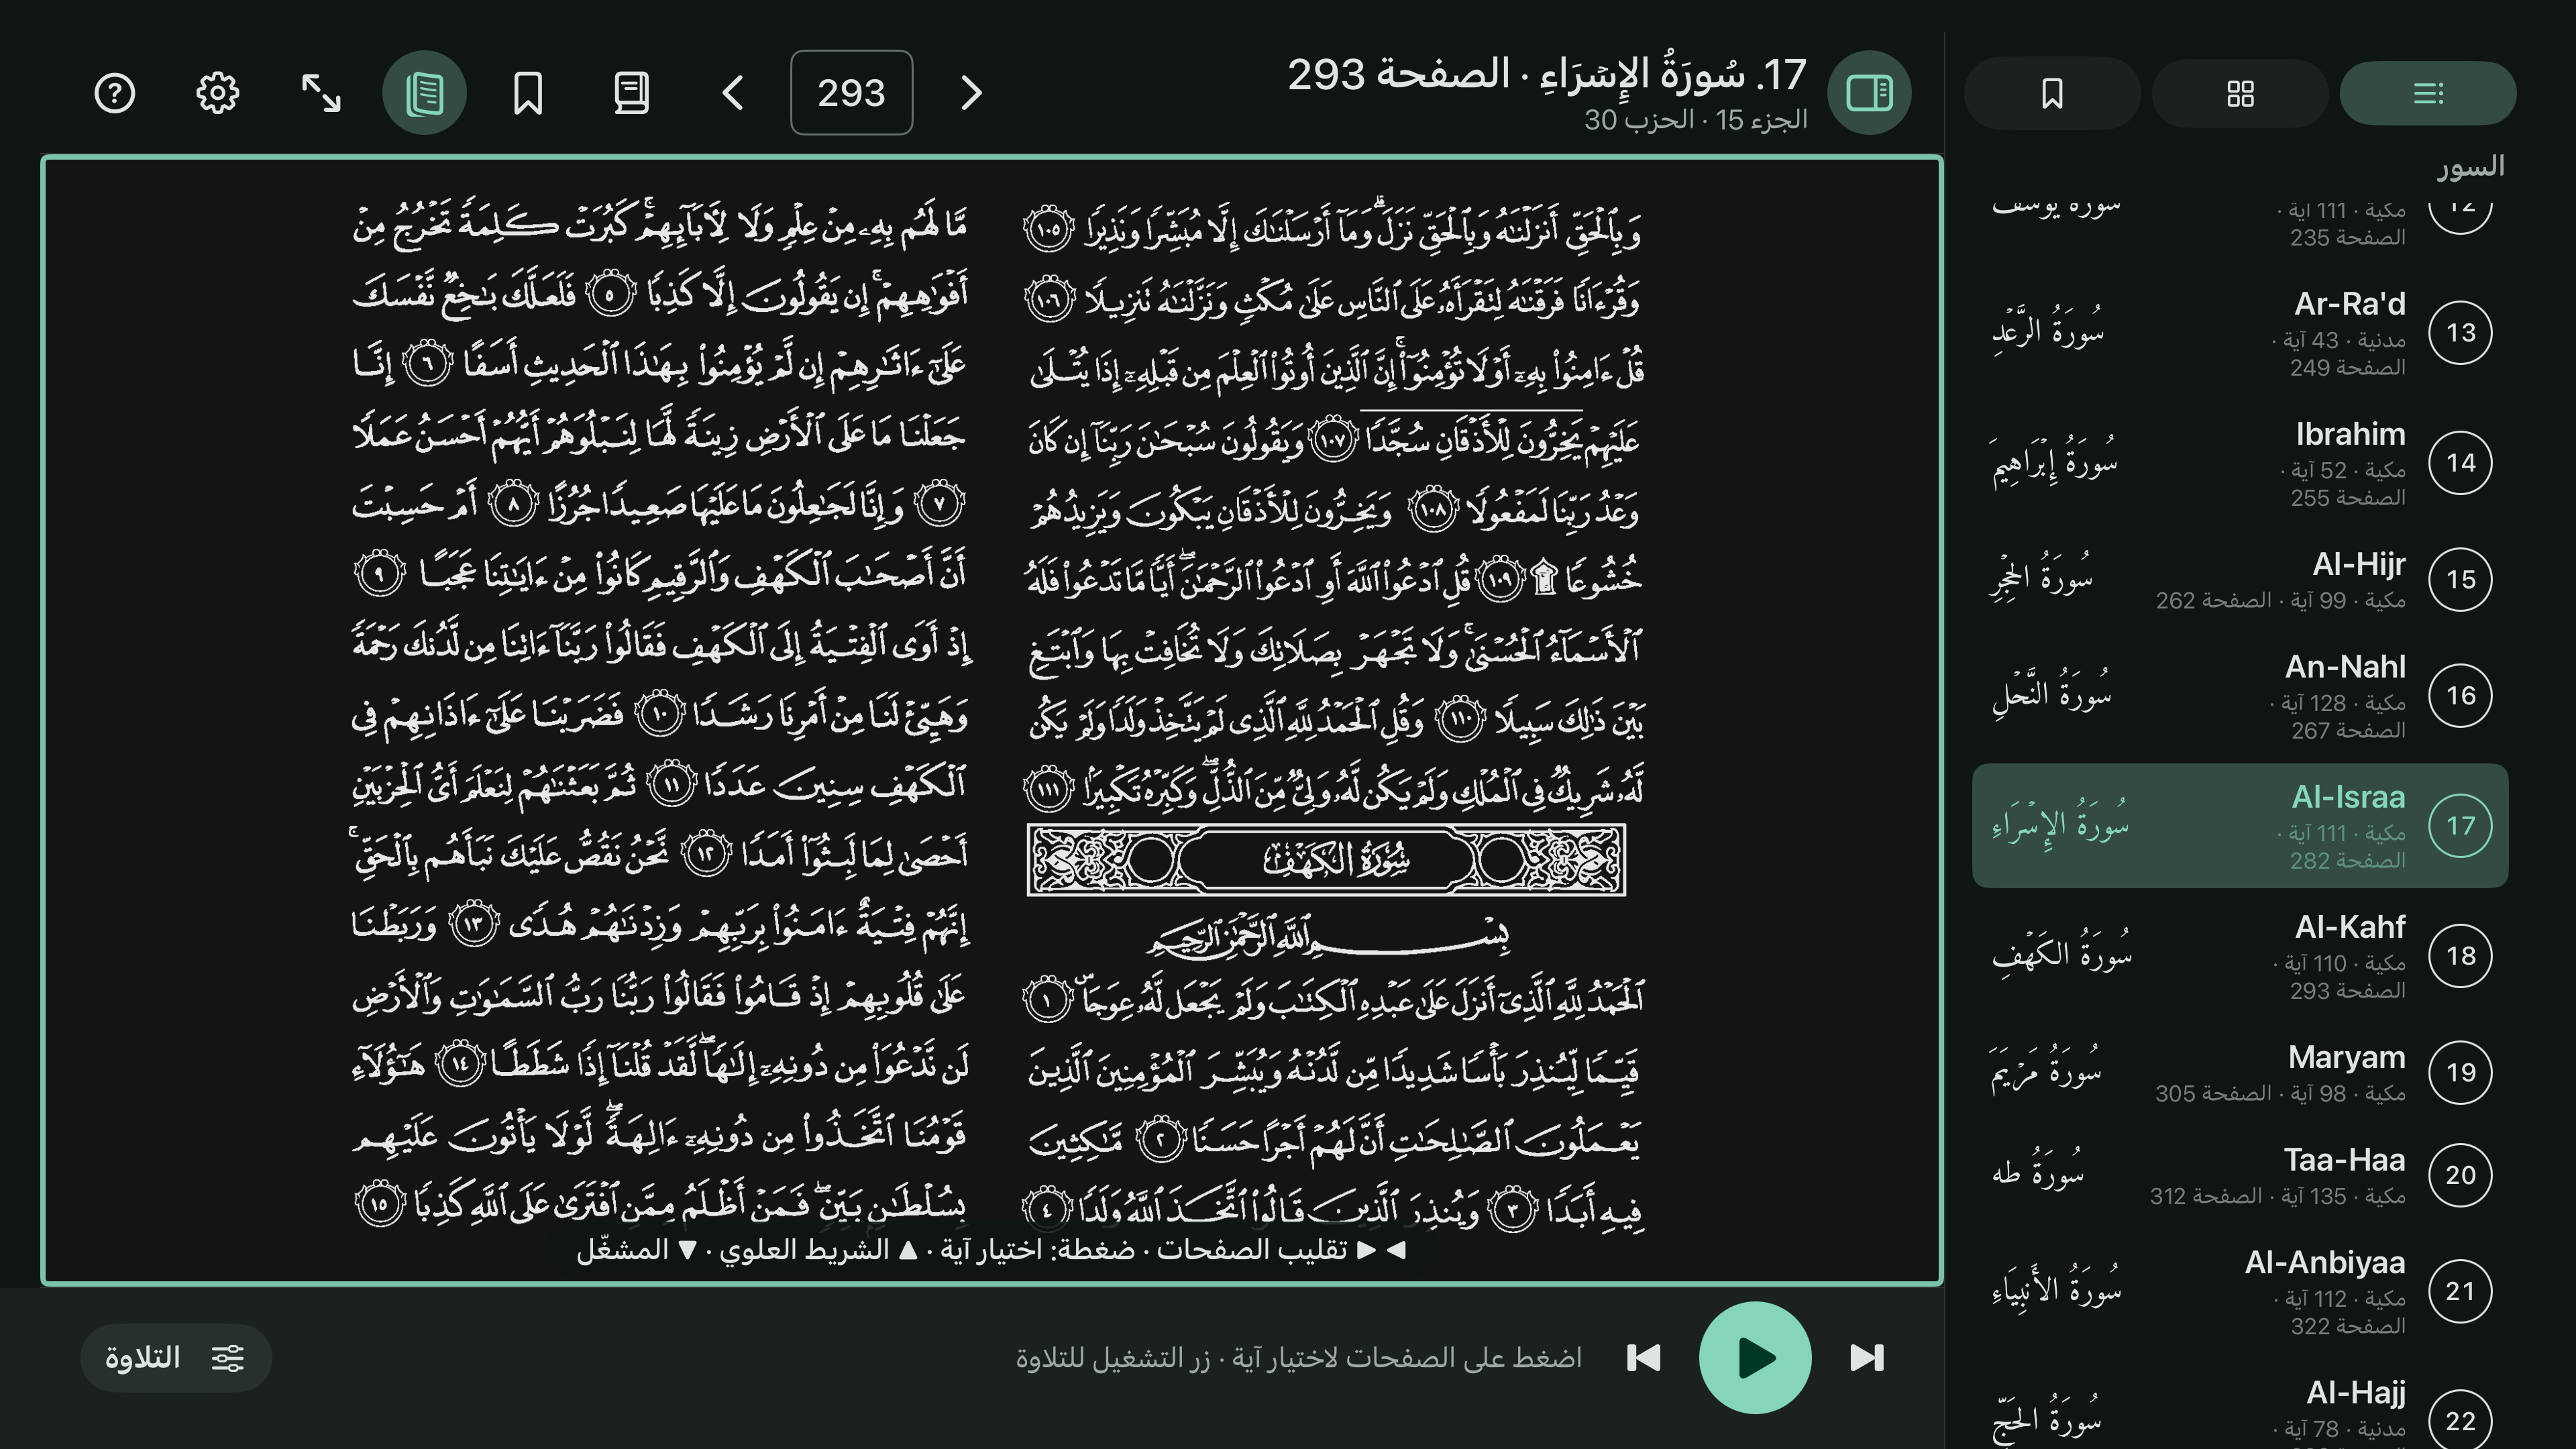 17. سُورَةُ الإِسْرَاءِ · الصفحة 293
الجزء 15 · الحزب 30
293
وَبِٱلْحَقِّ أَنزَلْنَٰهُ وَبِٱلْحَقِّ نَزَلَ ۗ وَمَآ أَرْسَلْنَٰكَ إِلَّا مُبَشِّرًا وَنَذِيرًا ١٠٥
وَقُرْءَانًا فَرَقْنَٰهُ لِتَقْرَأَهُۥ عَلَى ٱلنَّاسِ عَلَىٰ مُكْثٍ وَنَزَّلْنَٰهُ تَنزِيلًا ١٠٦
قُلْ ءَامِنُوا۟ بِهِۦٓ أَوْ لَا تُؤْمِنُوٓا۟ ۚ إِنَّ ٱلَّذِينَ أُوتُوا۟ ٱلْعِلْمَ مِن قَبْلِهِۦٓ إِذَا يُتْلَىٰ
عَلَيْهِمْ يَخِرُّونَ لِلْأَذْقَانِ سُجَّدًا ١٠٧ وَيَقُولُونَ سُبْحَٰنَ رَبِّنَآ إِن كَانَ
وَعْدُ رَبِّنَا لَمَفْعُولًا ١٠٨ وَيَخِرُّونَ لِلْأَذْقَانِ يَبْكُونَ وَيَزِيدُهُمْ
خُشُوعًا ۩ ١٠٩ قُلِ ٱدْعُوا۟ ٱللَّهَ أَوِ ٱدْعُوا۟ ٱلرَّحْمَٰنَ ۖ أَيًّا مَّا تَدْعُوا۟ فَلَهُ
ٱلْأَسْمَآءُ ٱلْحُسْنَىٰ ۚ وَلَا تَجْهَرْ بِصَلَاتِكَ وَلَا تُخَافِتْ بِهَا وَٱبْتَغِ
بَيْنَ ذَٰلِكَ سَبِيلًا ١١٠ وَقُلِ ٱلْحَمْدُ لِلَّهِ ٱلَّذِى لَمْ يَتَّخِذْ وَلَدًا وَلَمْ يَكُن
لَّهُۥ شَرِيكٌ فِى ٱلْمُلْكِ وَلَمْ يَكُن لَّهُۥ وَلِىٌّ مِّنَ ٱلذُّلِّ ۖ وَكَبِّرْهُ تَكْبِيرًۢا ١١١
سُورَةُ الكَهْفِ
بِسْمِ ٱللَّهِ ٱلرَّحْمَٰنِ ٱلرَّحِيمِ
ٱلْحَمْدُ لِلَّهِ ٱلَّذِىٓ أَنزَلَ عَلَىٰ عَبْدِهِ ٱلْكِتَٰبَ وَلَمْ يَجْعَل لَّهُۥ عِوَجَا ۜ ١
قَيِّمًا لِّيُنذِرَ بَأْسًا شَدِيدًا مِّن لَّدُنْهُ وَيُبَشِّرَ ٱلْمُؤْمِنِينَ ٱلَّذِينَ
يَعْمَلُونَ ٱلصَّٰلِحَٰتِ أَنَّ لَهُمْ أَجْرًا حَسَنًا ٢ مَّٰكِثِينَ
فِيهِ أَبَدًا ٣ وَيُنذِرَ ٱلَّذِينَ قَالُوا۟ ٱتَّخَذَ ٱللَّهُ وَلَدًا ٤
مَّا لَهُم بِهِۦ مِنْ عِلْمٍ وَلَا لِءَابَآئِهِمْ ۚ كَبُرَتْ كَلِمَةً تَخْرُجُ مِنْ
أَفْوَٰهِهِمْ ۚ إِن يَقُولُونَ إِلَّا كَذِبًا ٥ فَلَعَلَّكَ بَٰخِعٌ نَّفْسَكَ
عَلَىٰٓ ءَاثَٰرِهِمْ إِن لَّمْ يُؤْمِنُوا۟ بِهَٰذَا ٱلْحَدِيثِ أَسَفًا ٦ إِنَّا
جَعَلْنَا مَا عَلَى ٱلْأَرْضِ زِينَةً لَّهَا لِنَبْلُوَهُمْ أَيُّهُمْ أَحْسَنُ عَمَلًا
٧ وَإِنَّا لَجَٰعِلُونَ مَا عَلَيْهَا صَعِيدًا جُرُزًا ٨ أَمْ حَسِبْتَ
أَنَّ أَصْحَٰبَ ٱلْكَهْفِ وَٱلرَّقِيمِ كَانُوا۟ مِنْ ءَايَٰتِنَا عَجَبًا ٩
إِذْ أَوَى ٱلْفِتْيَةُ إِلَى ٱلْكَهْفِ فَقَالُوا۟ رَبَّنَآ ءَاتِنَا مِن لَّدُنكَ رَحْمَةً
وَهَيِّئْ لَنَا مِنْ أَمْرِنَا رَشَدًا ١٠ فَضَرَبْنَا عَلَىٰٓ ءَاذَانِهِمْ فِى
ٱلْكَهْفِ سِنِينَ عَدَدًا ١١ ثُمَّ بَعَثْنَٰهُمْ لِنَعْلَمَ أَىُّ ٱلْحِزْبَيْنِ
أَحْصَىٰ لِمَا لَبِثُوٓا۟ أَمَدًا ١٢ نَّحْنُ نَقُصُّ عَلَيْكَ نَبَأَهُم بِٱلْحَقِّ ۚ
إِنَّهُمْ فِتْيَةٌ ءَامَنُوا۟ بِرَبِّهِمْ وَزِدْنَٰهُمْ هُدًى ١٣ وَرَبَطْنَا
عَلَىٰ قُلُوبِهِمْ إِذْ قَامُوا۟ فَقَالُوا۟ رَبُّنَا رَبُّ ٱلسَّمَٰوَٰتِ وَٱلْأَرْضِ
لَن نَّدْعُوَا۟ مِن دُونِهِۦٓ إِلَٰهًا ۖ لَّقَدْ قُلْنَآ إِذًا شَطَطًا ١٤ هَٰٓؤُلَآءِ
قَوْمُنَا ٱتَّخَذُوا۟ مِن دُونِهِۦٓ ءَالِهَةً ۖ لَّوْلَا يَأْتُونَ عَلَيْهِم
بِسُلْطَٰنٍۭ بَيِّنٍ ۖ فَمَنْ أَظْلَمُ مِمَّنِ ٱفْتَرَىٰ عَلَى ٱللَّهِ كَذِبًا ١٥
◀ ▶ تقليب الصفحات · ضغطة: اختيار آية · ▲ الشريط العلوي · ▼ المشغّل
اضغط على الصفحات لاختيار آية · زر التشغيل للتلاوة
التلاوة
السور
12
سورة يوسف
مكية · 111 آية ·
الصفحة 235
13
Ar-Ra'd
سُورَةُ الرَّعْدِ
مدنية · 43 آية ·
الصفحة 249
14
Ibrahim
سُورَةُ إِبْرَاهِيمَ
مكية · 52 آية ·
الصفحة 255
15
Al-Hijr
سُورَةُ الحِجْرِ
مكية · 99 آية · الصفحة 262
16
An-Nahl
سُورَةُ النَّحْلِ
مكية · 128 آية ·
الصفحة 267
17
Al-Israa
سُورَةُ الإِسْرَاءِ
مكية · 111 آية ·
الصفحة 282
18
Al-Kahf
سُورَةُ الكَهْفِ
مكية · 110 آية ·
الصفحة 293
19
Maryam
سُورَةُ مَرْيَمَ
مكية · 98 آية · الصفحة 305
20
Taa-Haa
سُورَةُ طه
مكية · 135 آية · الصفحة 312
21
Al-Anbiyaa
سُورَةُ الأَنبِيَاءِ
مكية · 112 آية ·
الصفحة 322
22
Al-Hajj
سُورَةُ الحَجِّ
مدنية · 78 آية ·